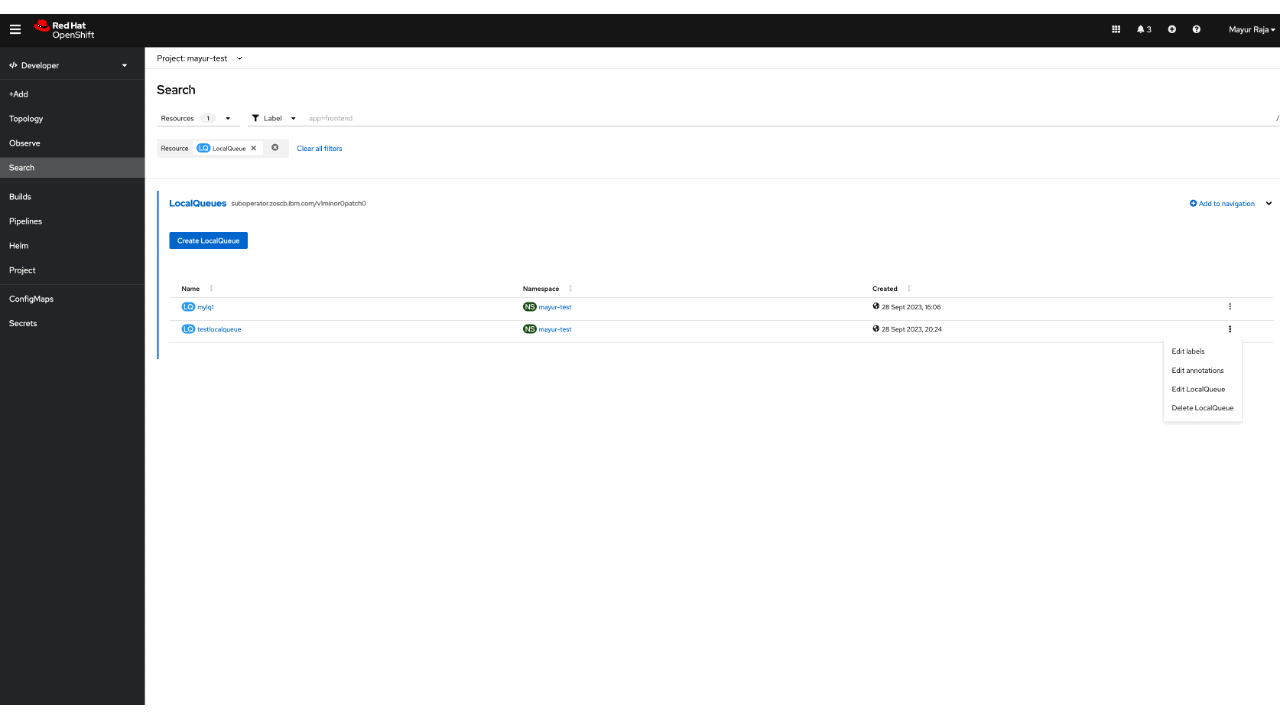 Red Hat
OpenShift
3
Mayur Raja
Developer
+Add
Topology
Observe
Search
Builds
Pipelines
Helm
Project
ConfigMaps
Secrets
Project: mayur-test
Search
Resources 1 Label app=frontend /
Resource LQ LocalQueue Clear all filters
LocalQueues suboperator.zoscb.ibm.com/v1minor0patch0 Add to navigation
Create LocalQueue
Name Namespace Created
LQ mylq1 NS mayur-test 28 Sept 2023, 16:06
LQ testlocalqueue NS mayur-test 28 Sept 2023, 20:24
Edit labels
Edit annotations
Edit LocalQueue
Delete LocalQueue